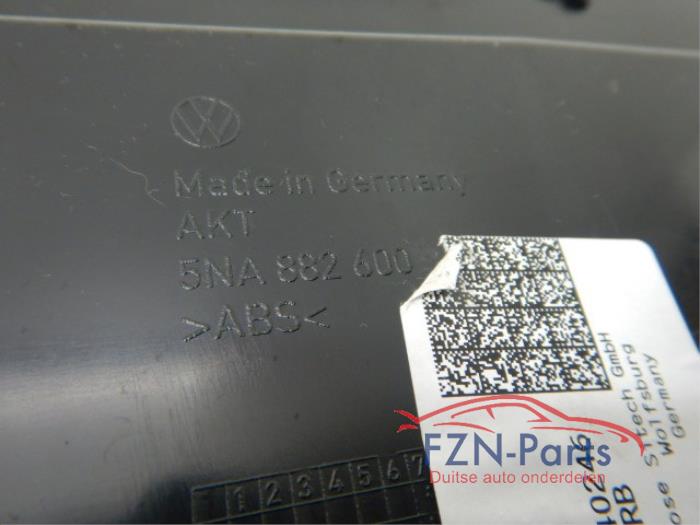 Made in Germany
AKT
5NA 882 600
>ABS<
1 2 3 4 5 6 7
GmbH
Sitech
Wolfsburg
Germany
FZN-Parts
Duitse auto onderdelen